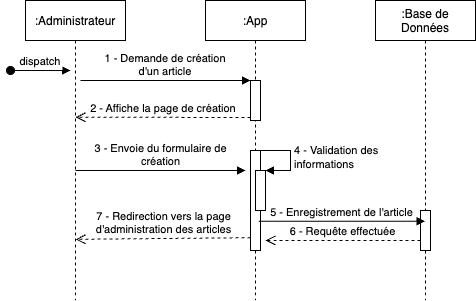 :Administrateur
:App
:Base de
Données
dispatch
1 - Demande de création
d'un article
2 - Affiche la page de création
3 - Envoie du formulaire de
création
4 - Validation des
informations
5 - Enregistrement de l'article
6 - Requête effectuée
7 - Redirection vers la page
d'administration des articles